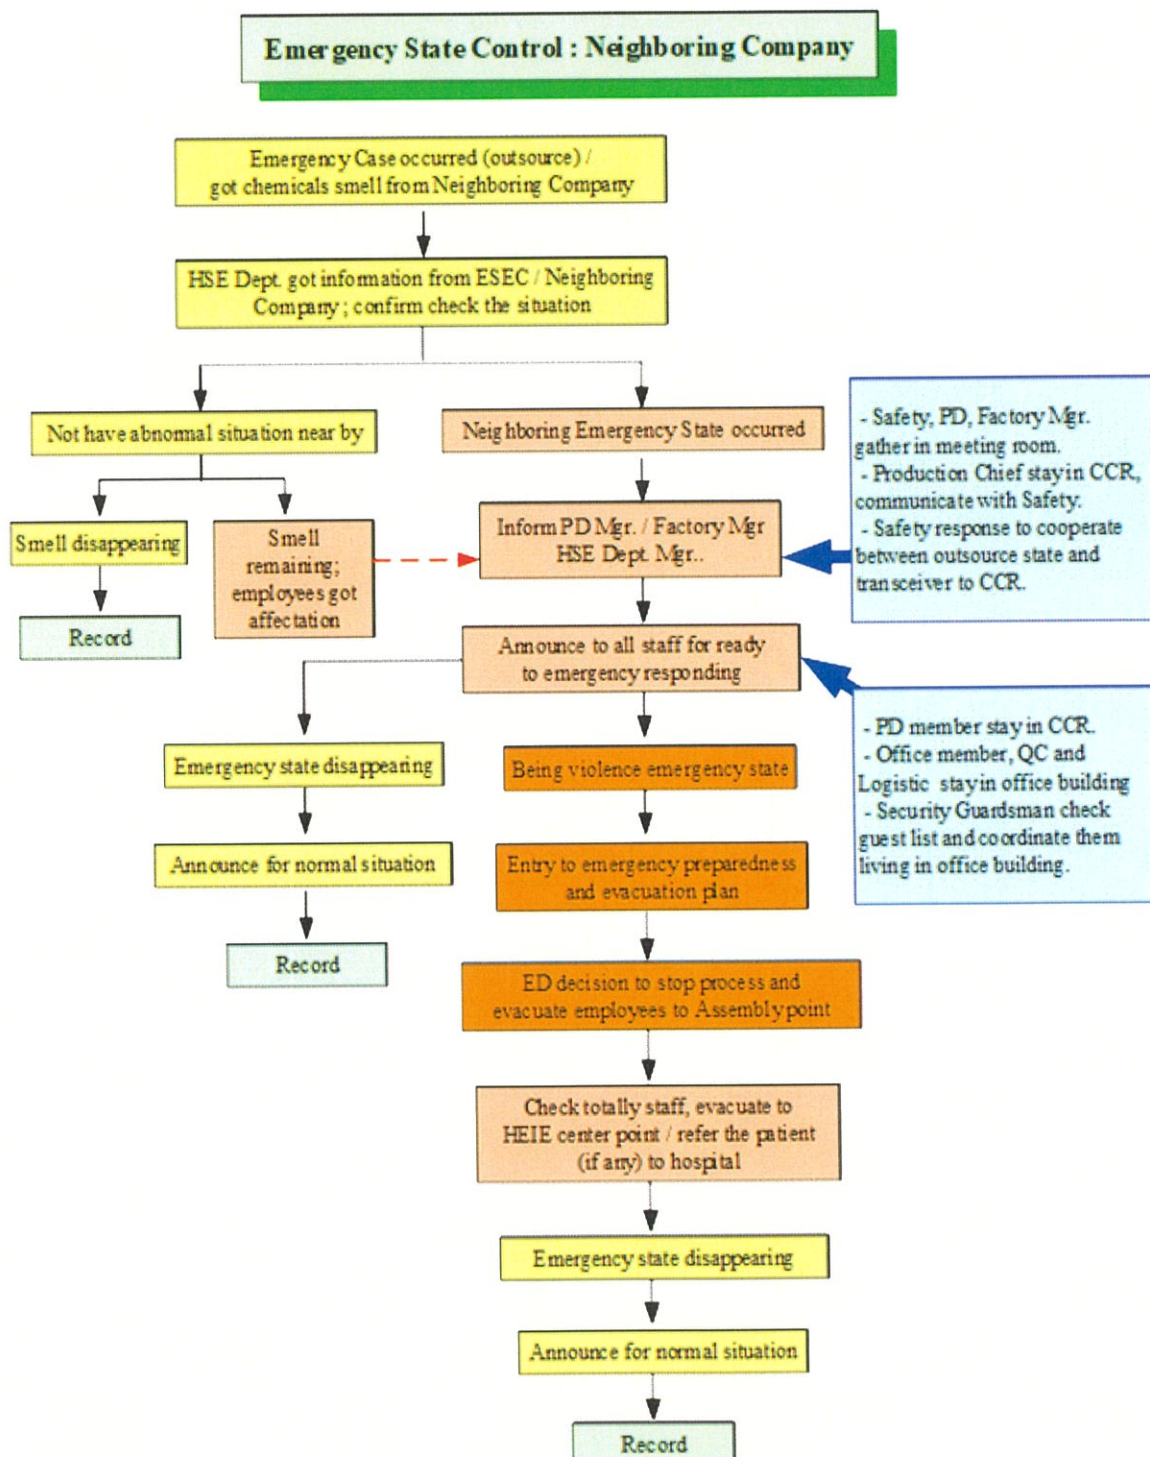 Emergency State Control : Neighboring Company
Emergency Case occurred (outsource) /
got chemicals smell from Neighboring Company
HSE Dept. got information from ESEC / Neighboring
Company ; confirm check the situation
Not have abnormal situation near by
Neighboring Emergency State occurred
- Safety, PD, Factory Mgr.
gather in meeting room.
- Production Chief stay in CCR,
communicate with Safety.
- Safety response to cooperate
between outsource state and
transceiver to CCR.
Smell disappearing
Smell
remaining;
employees got
affectation
Inform PD Mgr. / Factory Mgr
HSE Dept. Mgr..
Record
Announce to all staff for ready
to emergency responding
- PD member stay in CCR.
- Office member, QC and
Logistic stay in office building
- Security Guardsman check
guest list and coordinate them
living in office building.
Emergency state disappearing
Being violence emergency state
Announce for normal situation
Entry to emergency preparedness
and evacuation plan
Record
ED decision to stop process and
evacuate employees to Assembly point
Check totally staff, evacuate to
HEIE center point / refer the patient
(if any) to hospital
Emergency state disappearing
Announce for normal situation
Record